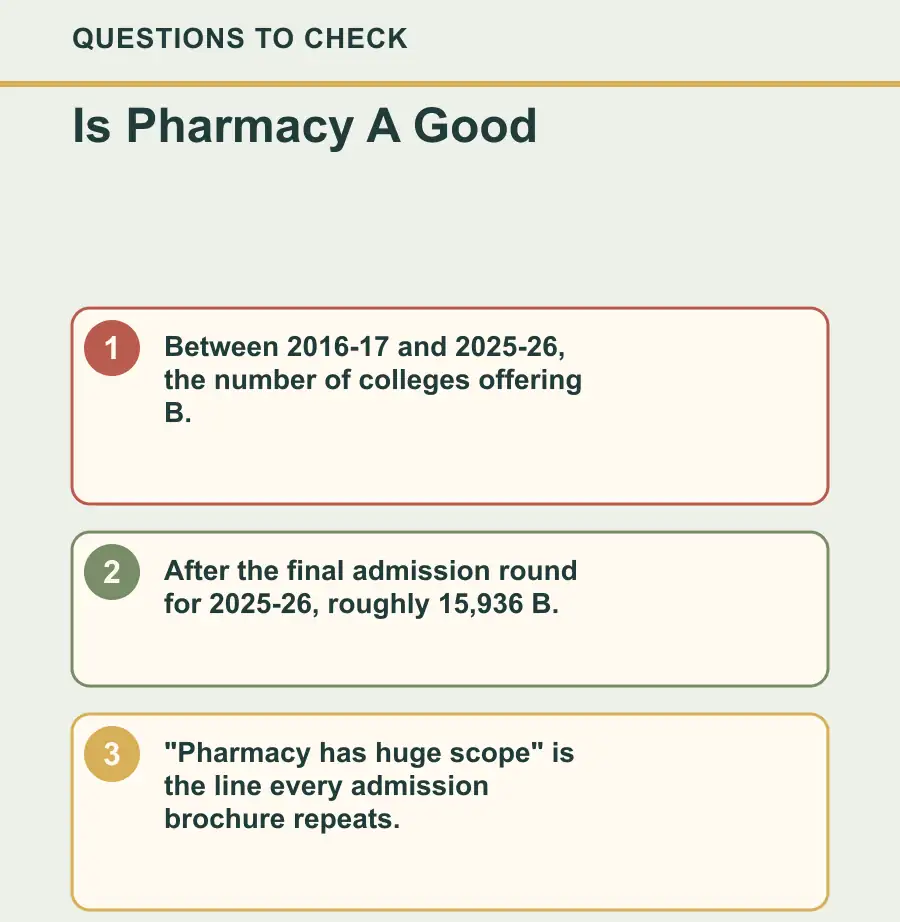 QUESTIONS TO CHECK
Is Pharmacy A Good
1
Between 2016-17 and 2025-26,
the number of colleges offering
B.
2
After the final admission round
for 2025-26, roughly 15,936 B.
3
"Pharmacy has huge scope" is
the line every admission
brochure repeats.